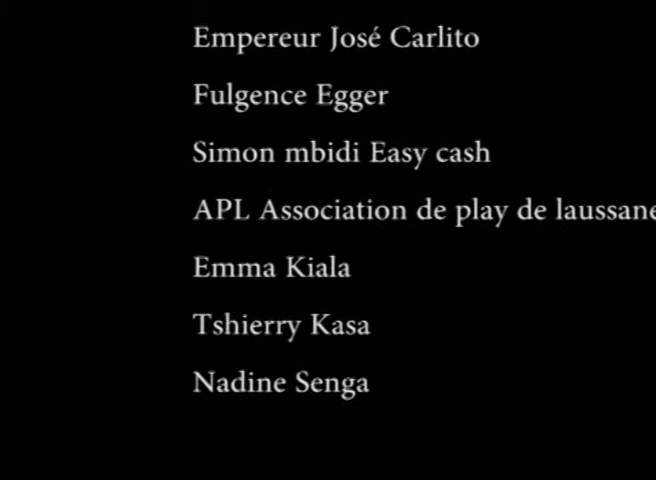 Empereur José Carlito
Fulgence Egger
Simon mbidi Easy cash
APL Association de play de laussane
Emma Kiala
Tshierry Kasa
Nadine Senga